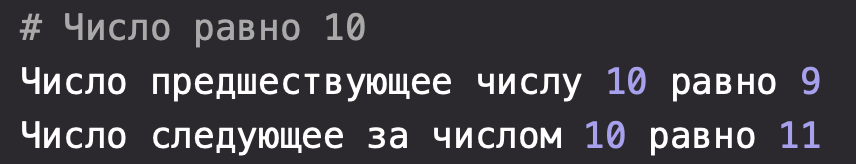 # Число равно 10
Число предшествующее числу 10 равно 9
Число следующее за числом 10 равно 11